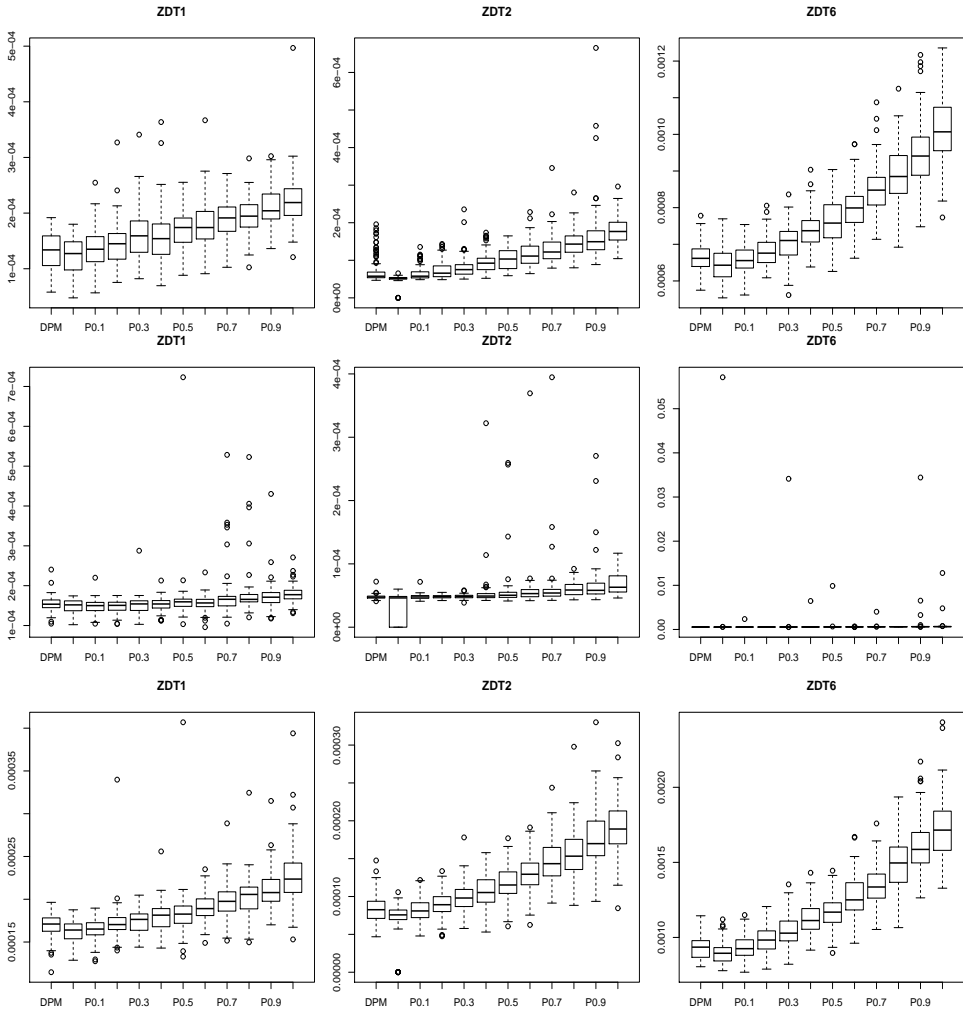 ZDT1 ZDT2 ZDT6
5e−04
4e−04
3e−04
2e−04
1e−04
6e−04
4e−04
2e−04
0e+00
0.0012
0.0010
0.0008
0.0006
DPM P0.1 P0.3 P0.5 P0.7 P0.9
DPM P0.1 P0.3 P0.5 P0.7 P0.9
DPM P0.1 P0.3 P0.5 P0.7 P0.9
ZDT1 ZDT2 ZDT6
7e−04
6e−04
5e−04
4e−04
3e−04
2e−04
1e−04
4e−04
3e−04
2e−04
1e−04
0e+00
0.05
0.04
0.03
0.02
0.01
0.00
DPM P0.1 P0.3 P0.5 P0.7 P0.9
DPM P0.1 P0.3 P0.5 P0.7 P0.9
DPM P0.1 P0.3 P0.5 P0.7 P0.9
ZDT1 ZDT2 ZDT6
0.00035
0.00025
0.00015
0.00030
0.00020
0.00010
0.00000
0.0020
0.0015
0.0010
DPM P0.1 P0.3 P0.5 P0.7 P0.9
DPM P0.1 P0.3 P0.5 P0.7 P0.9
DPM P0.1 P0.3 P0.5 P0.7 P0.9